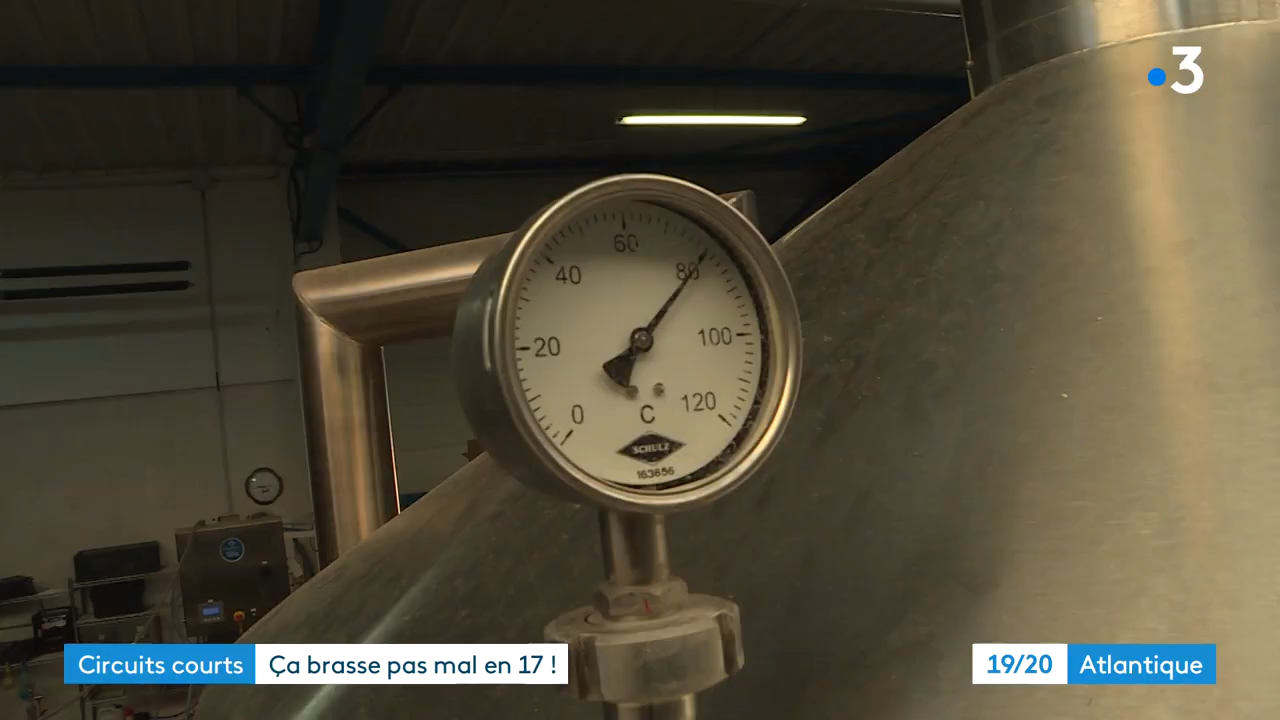 3
60
40
80
20
100
0
120
C
SCHULZ
163656
Circuits courts Ça brasse pas mal en 17 !
19/20 Atlantique